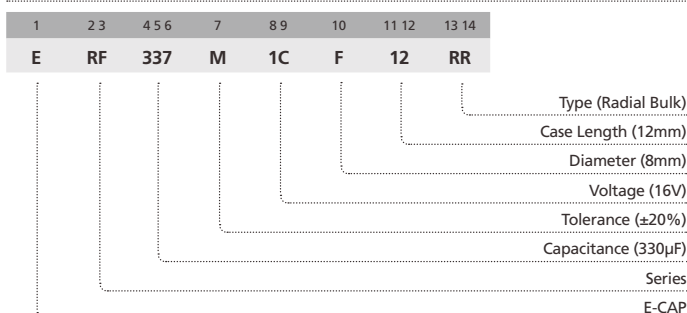 1 2 3 4 5 6 7 8 9 10 11 12 13 14
E RF 337 M 1C F 12 RR
Type (Radial Bulk)
Case Length (12mm)
Diameter (8mm)
Voltage (16V)
Tolerance (±20%)
Capacitance (330µF)
Series
E-CAP